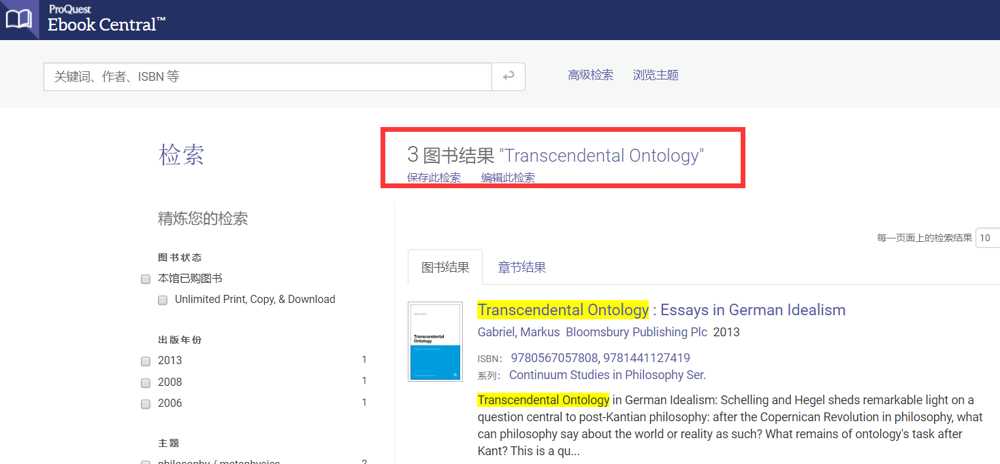 ProQuest
Ebook Central™
关键词、作者、ISBN 等
高级检索 浏览主题
检索
3 图书结果 "Transcendental Ontology"
保存此检索 编辑此检索
精炼您的检索
每一页面上的检索结果 10
图书状态
本馆已购图书
Unlimited Print, Copy, & Download
出版年份
2013 1
2008 1
2006 1
主题
philosophy / metaphysics 2
图书结果 章节结果
Transcendental
Ontology
Transcendental Ontology : Essays in German Idealism
Gabriel, Markus Bloomsbury Publishing Plc 2013
ISBN: 9780567057808, 9781441127419
系列: Continuum Studies in Philosophy Ser.
Transcendental Ontology in German Idealism: Schelling and Hegel sheds remarkable light on a
question central to post-Kantian philosophy: after the Copernican Revolution in philosophy, what
can philosophy say about the world or reality as such? What remains of ontology's task after
Kant? This is a qu...